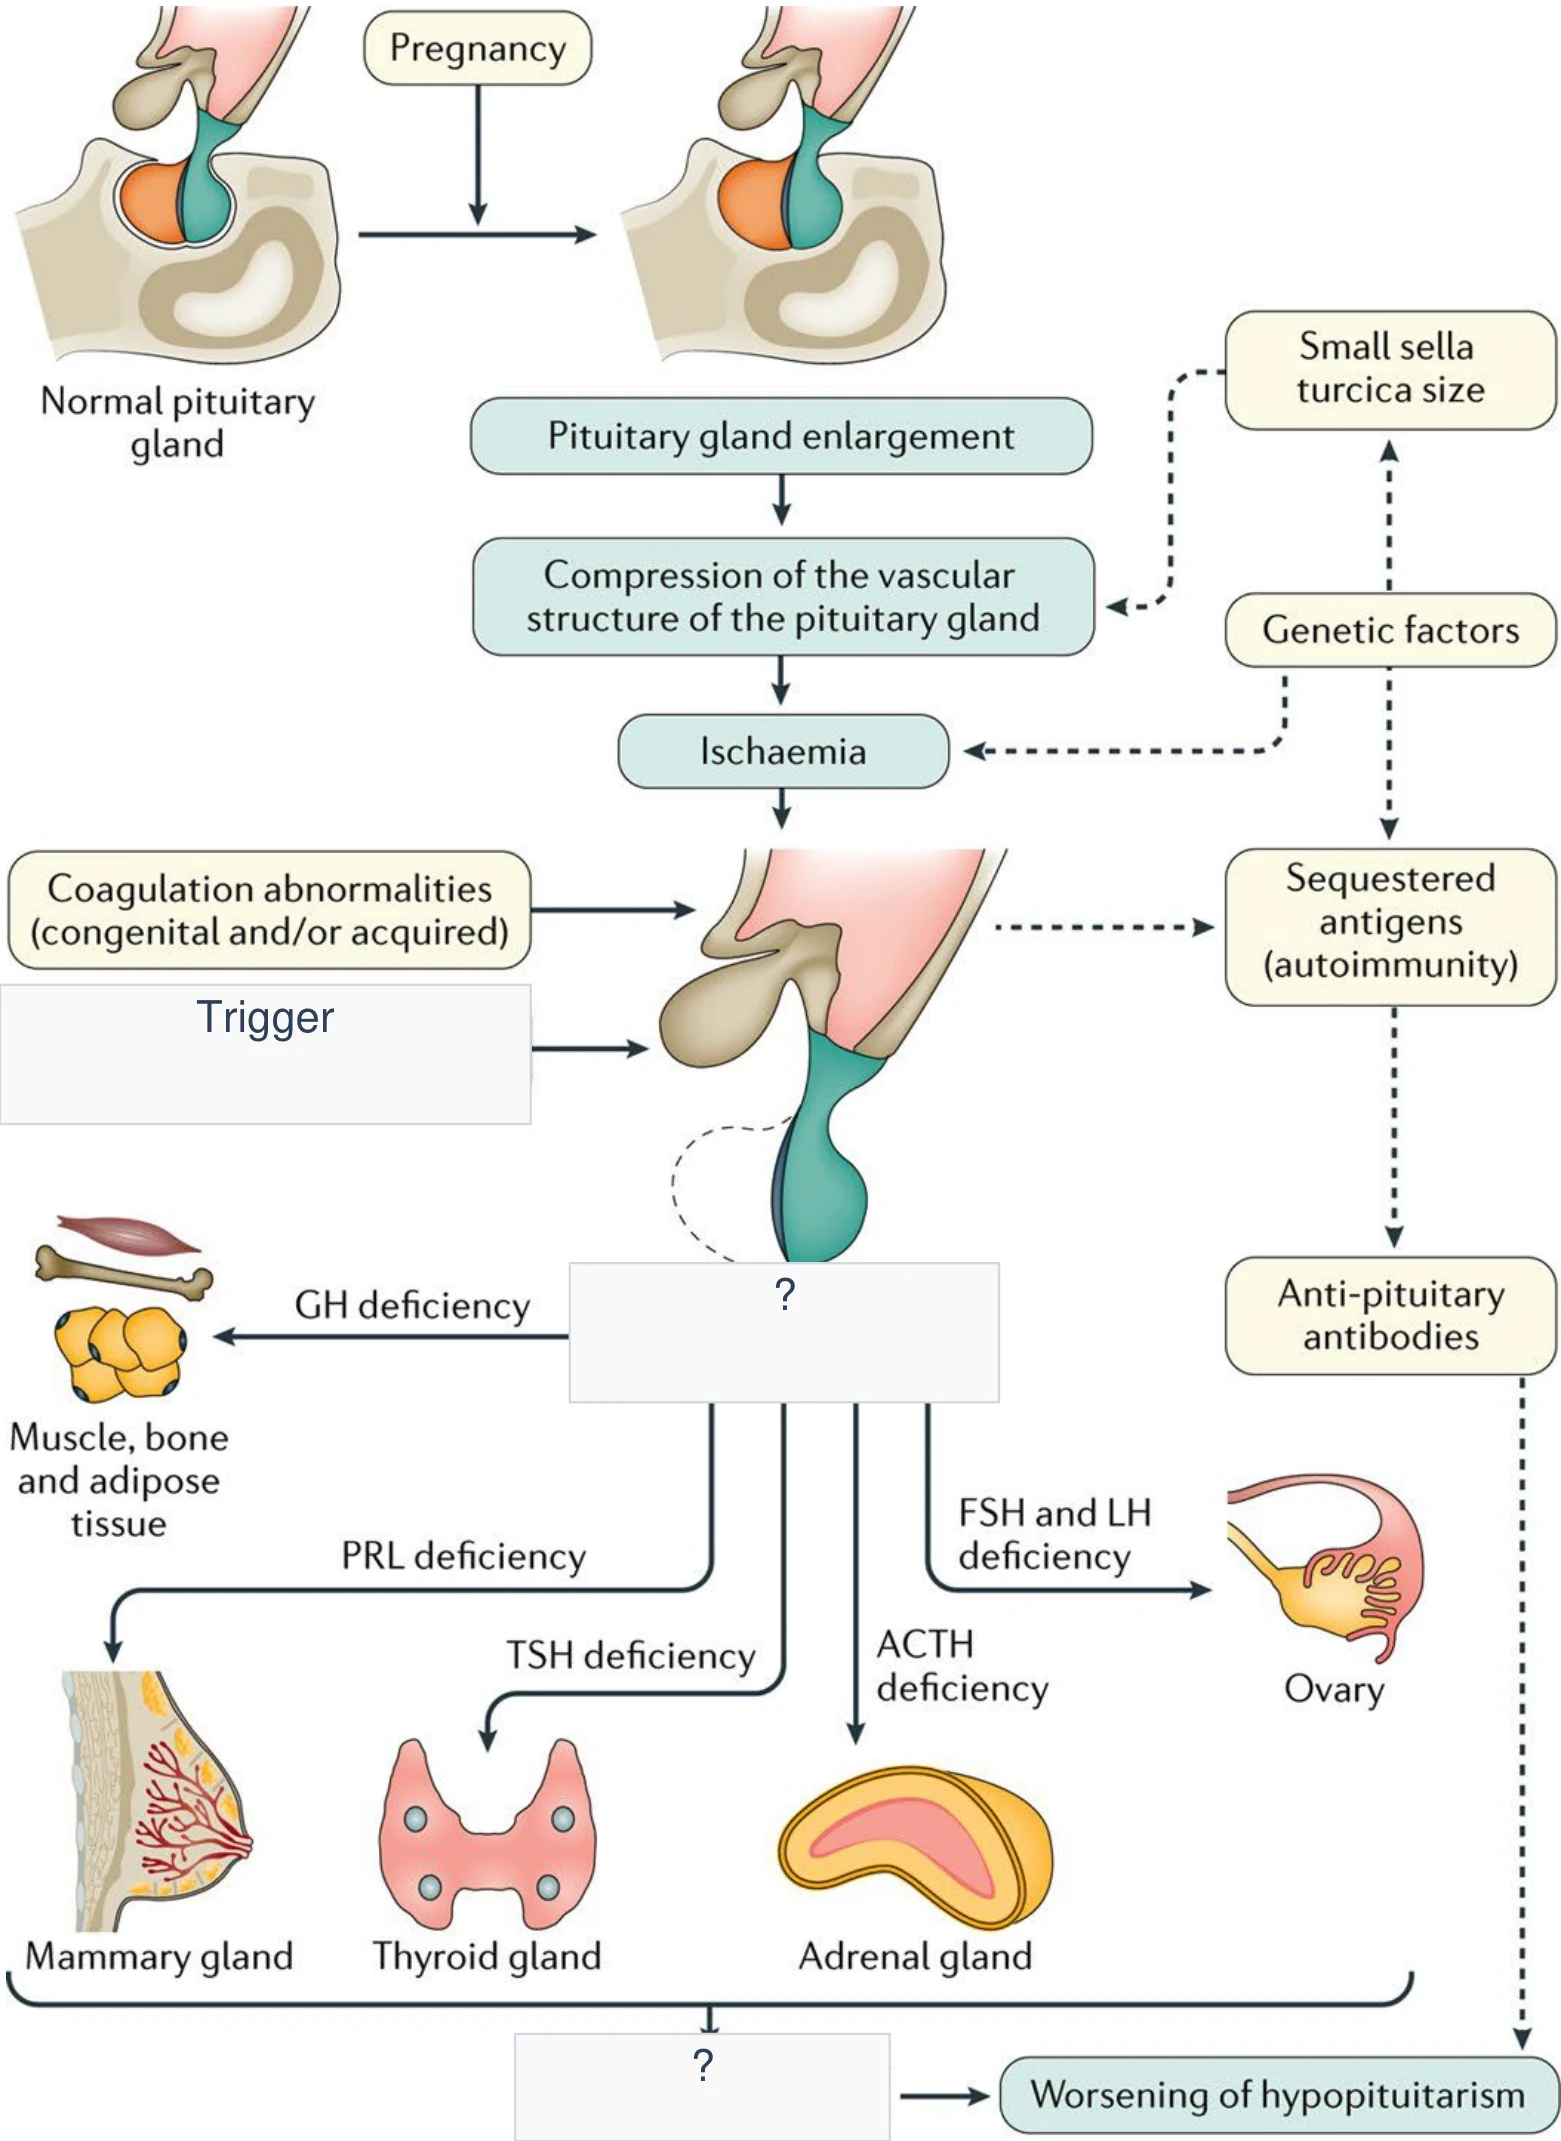 Pregnancy
Normal pituitary
gland
Small sella
turcica size
Pituitary gland enlargement
Compression of the vascular
structure of the pituitary gland
Genetic factors
Ischaemia
Coagulation abnormalities
(congenital and/or acquired)
Sequestered
antigens
(autoimmunity)
Trigger
?
GH deficiency
Anti-pituitary
antibodies
Muscle, bone
and adipose
tissue
FSH and LH
deficiency
PRL deficiency
TSH deficiency
ACTH
deficiency
Ovary
Mammary gland
Thyroid gland
Adrenal gland
?
Worsening of hypopituitarism